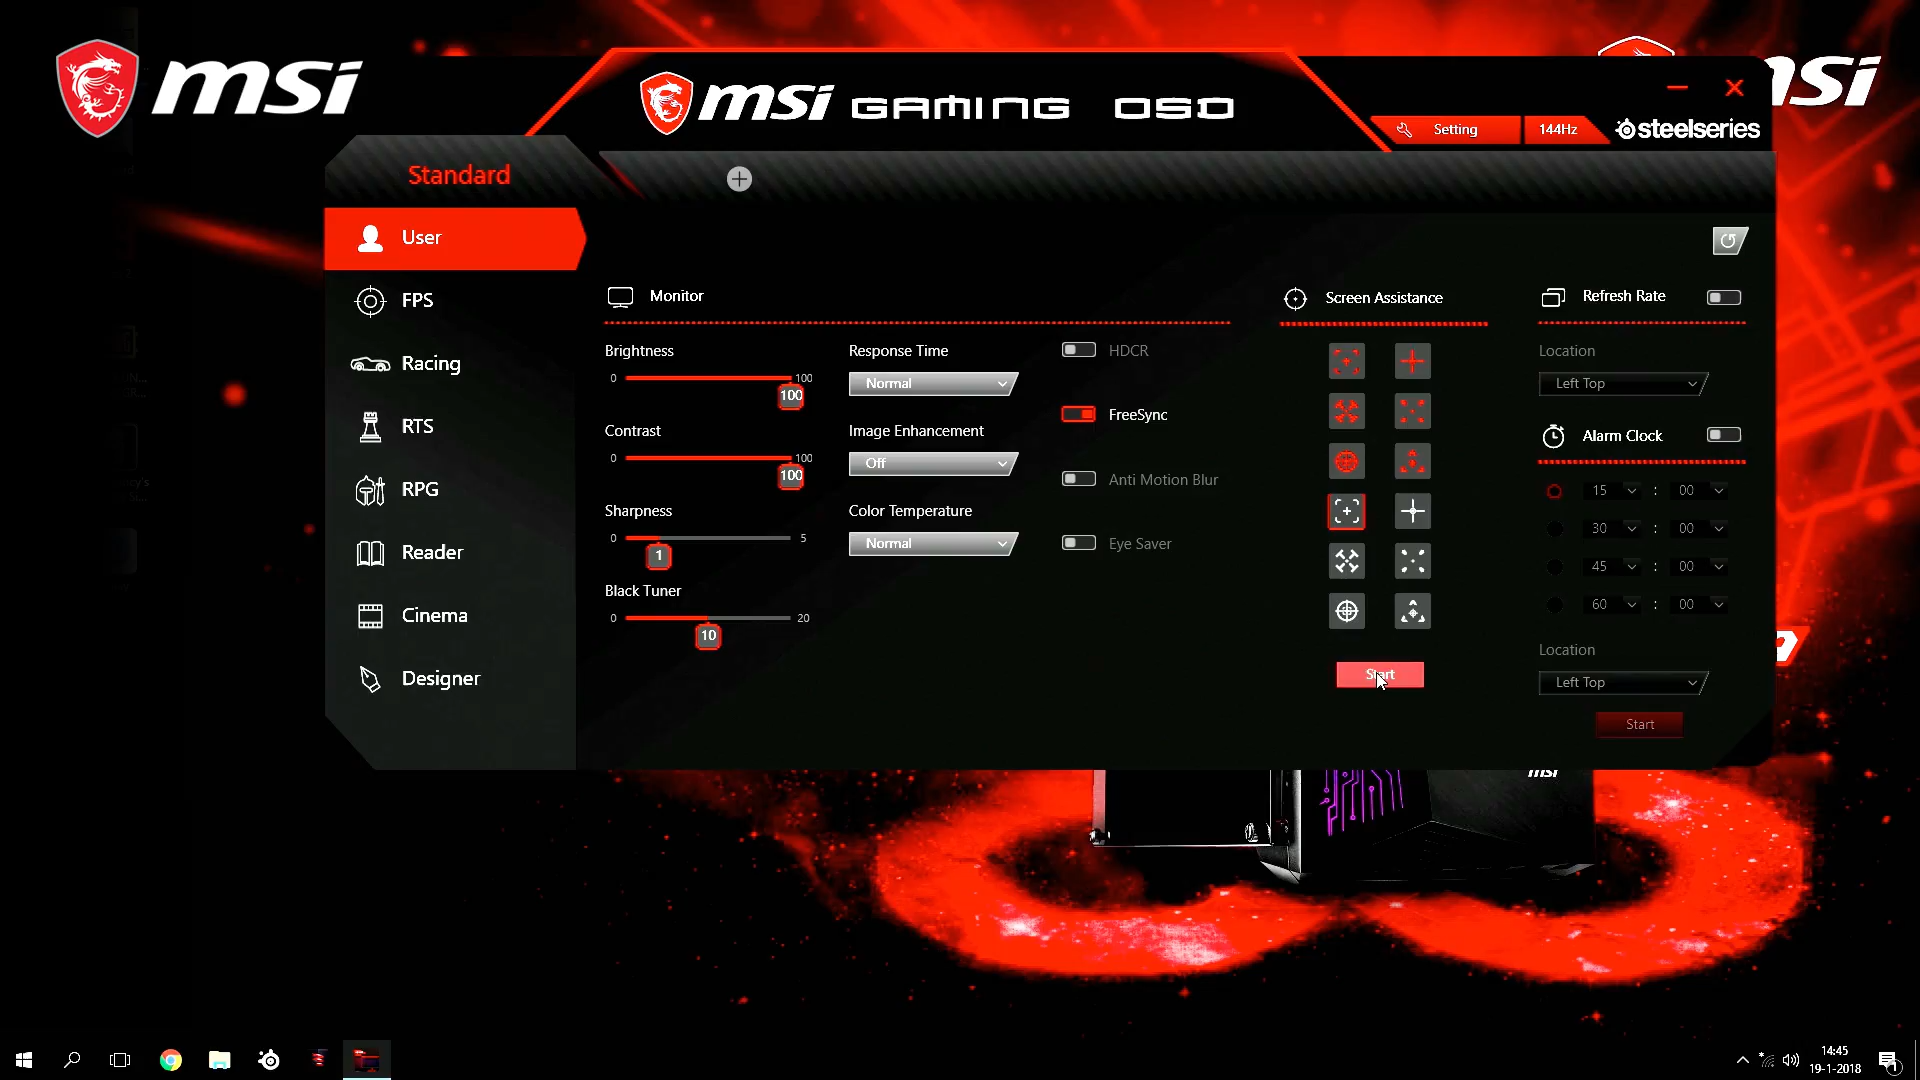 msi
msi
msi GAMING OSD
Setting
144Hz
steelseries
Standard
User
FPS
Racing
RTS
RPG
Reader
Cinema
Designer
Monitor
Brightness
0
100
100
Contrast
0
100
100
Sharpness
0
5
1
Black Tuner
0
20
10
Response Time
Normal
Image Enhancement
Off
Color Temperature
Normal
HDCR
FreeSync
Anti Motion Blur
Eye Saver
Screen Assistance
Start
Refresh Rate
Location
Left Top
Alarm Clock
15 : 00
30 : 00
45 : 00
60 : 00
Location
Left Top
Start
msi
14:45
19-1-2018
1